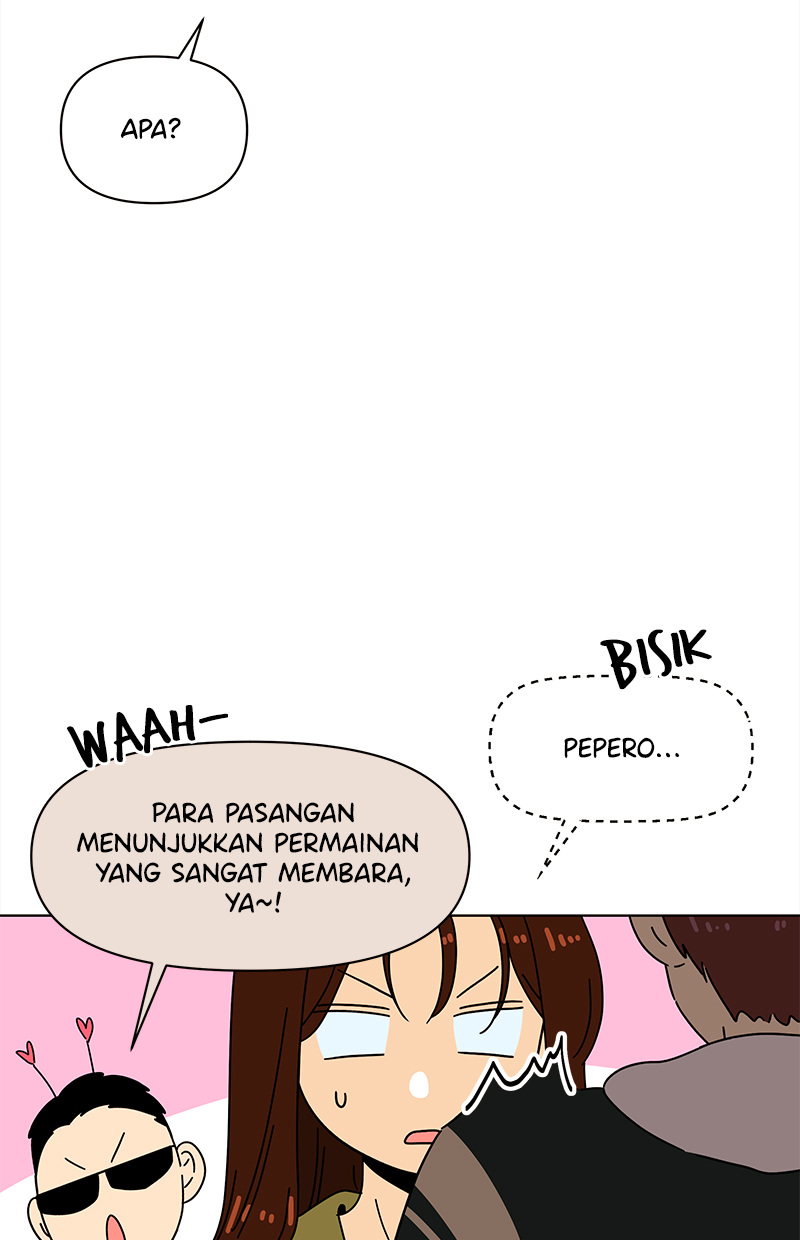 APA?
BISIK
PEPERO...
WAAH-
PARA PASANGAN
MENUNJUKKAN PERMAINAN
YANG SANGAT MEMBARA,
YA~!